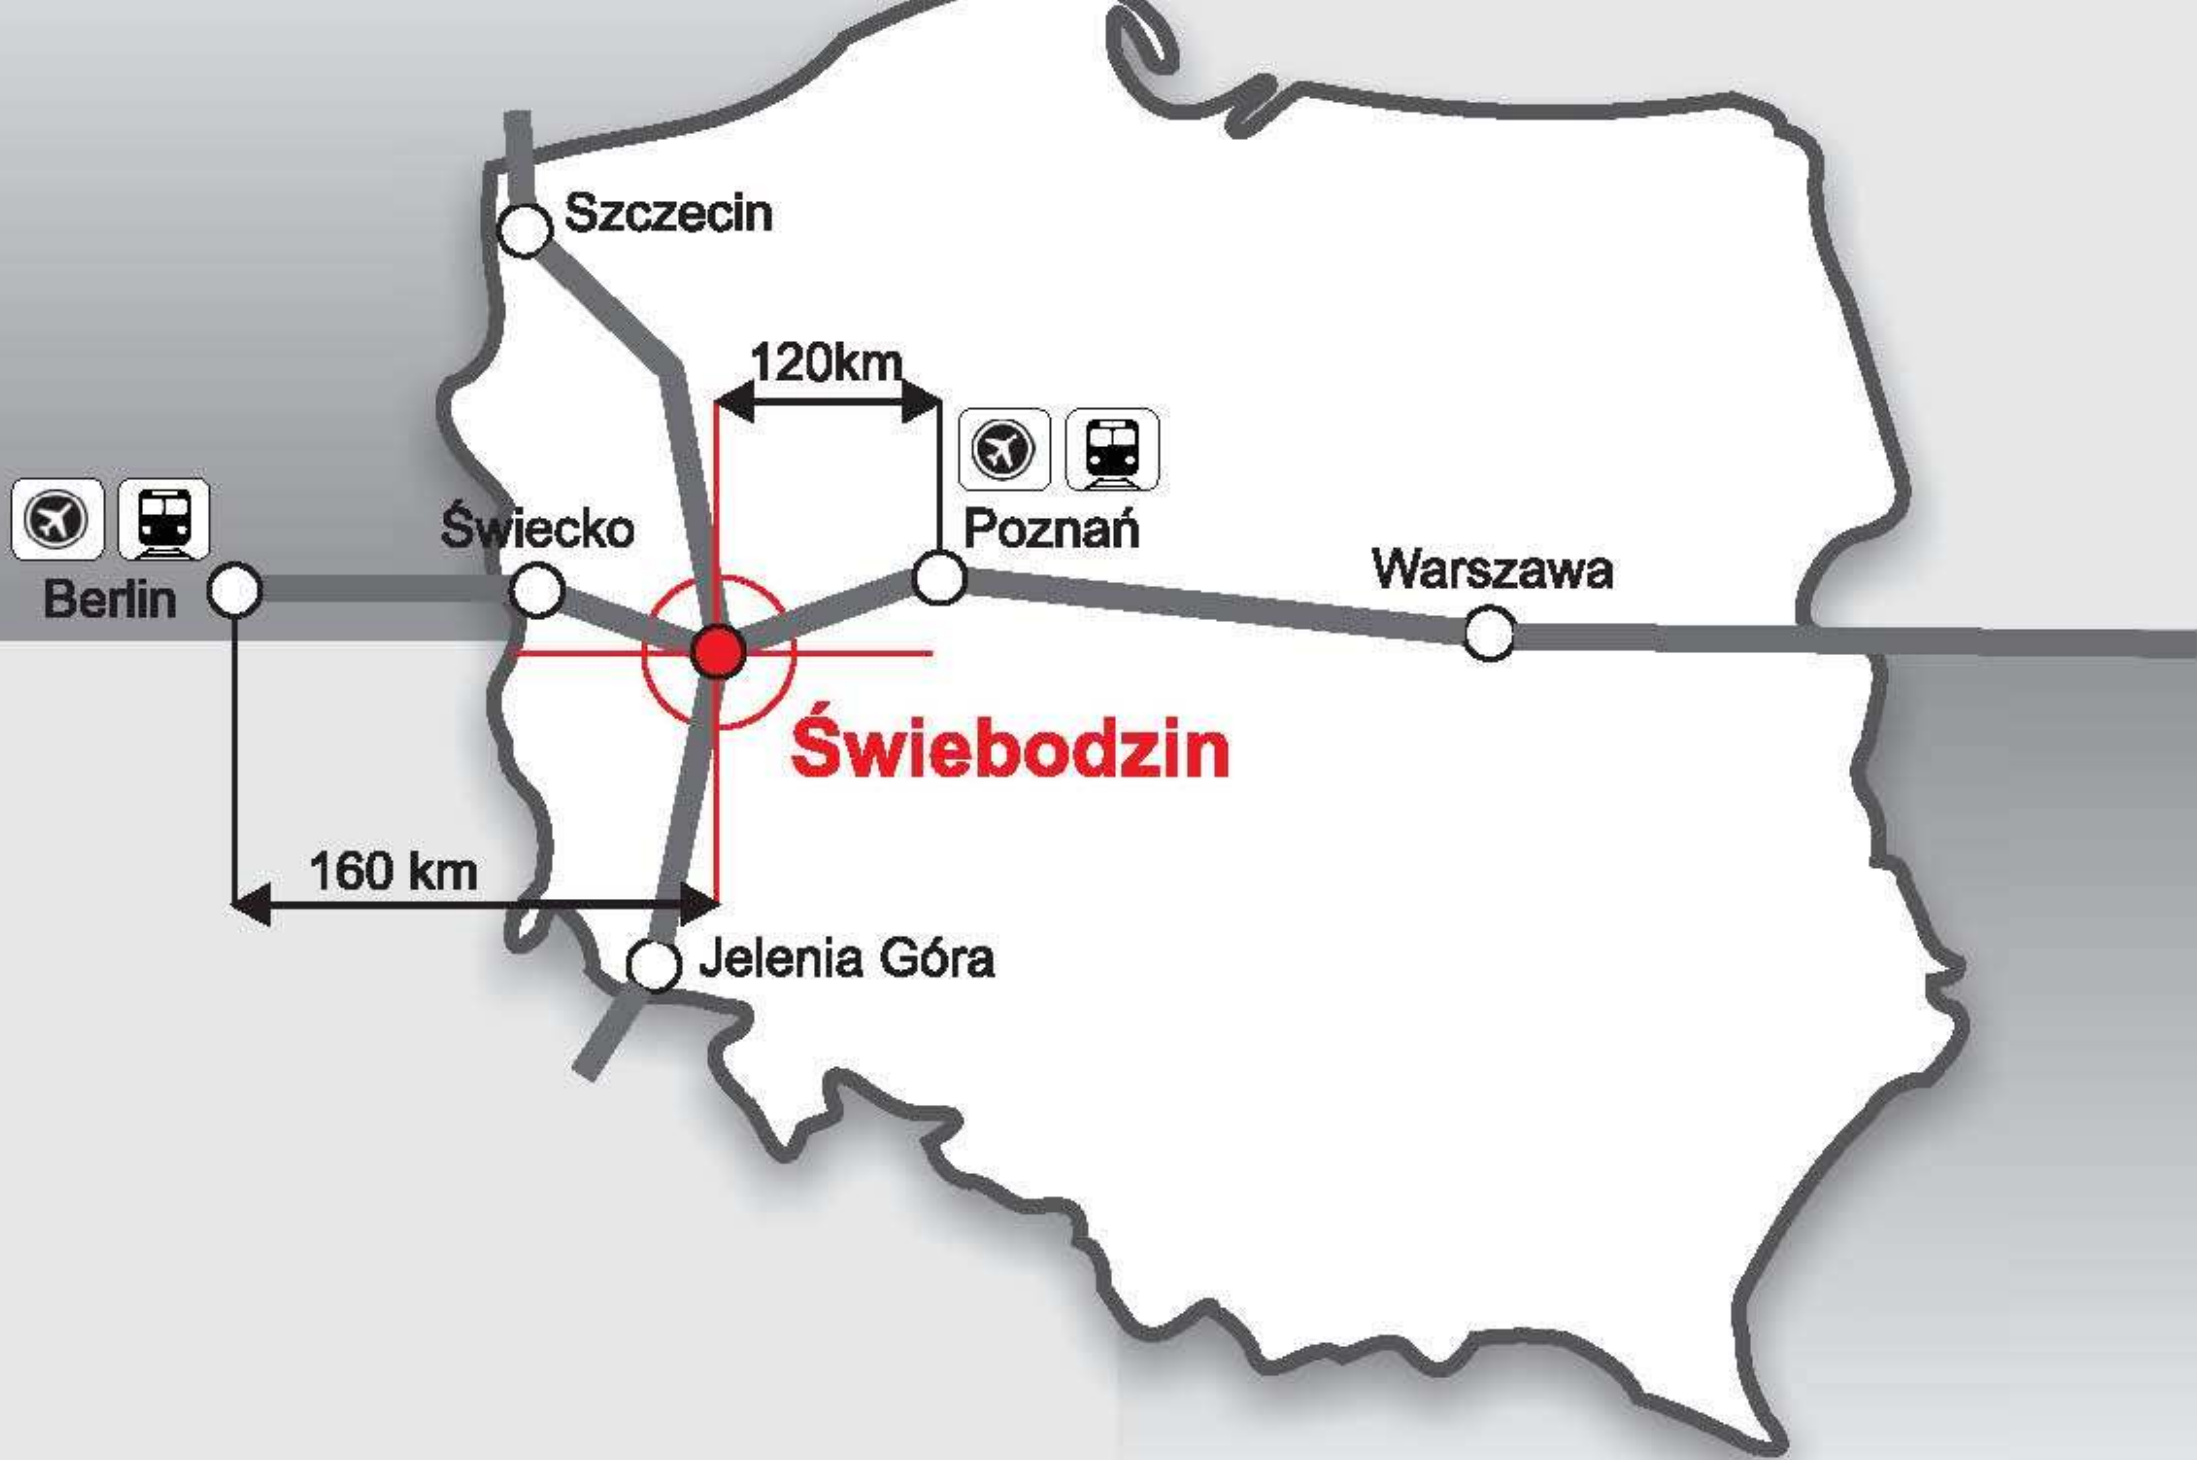 Szczecin
120km
Świecko
Poznań
Berlin
Warszawa
Świebodzin
160 km
Jelenia Góra